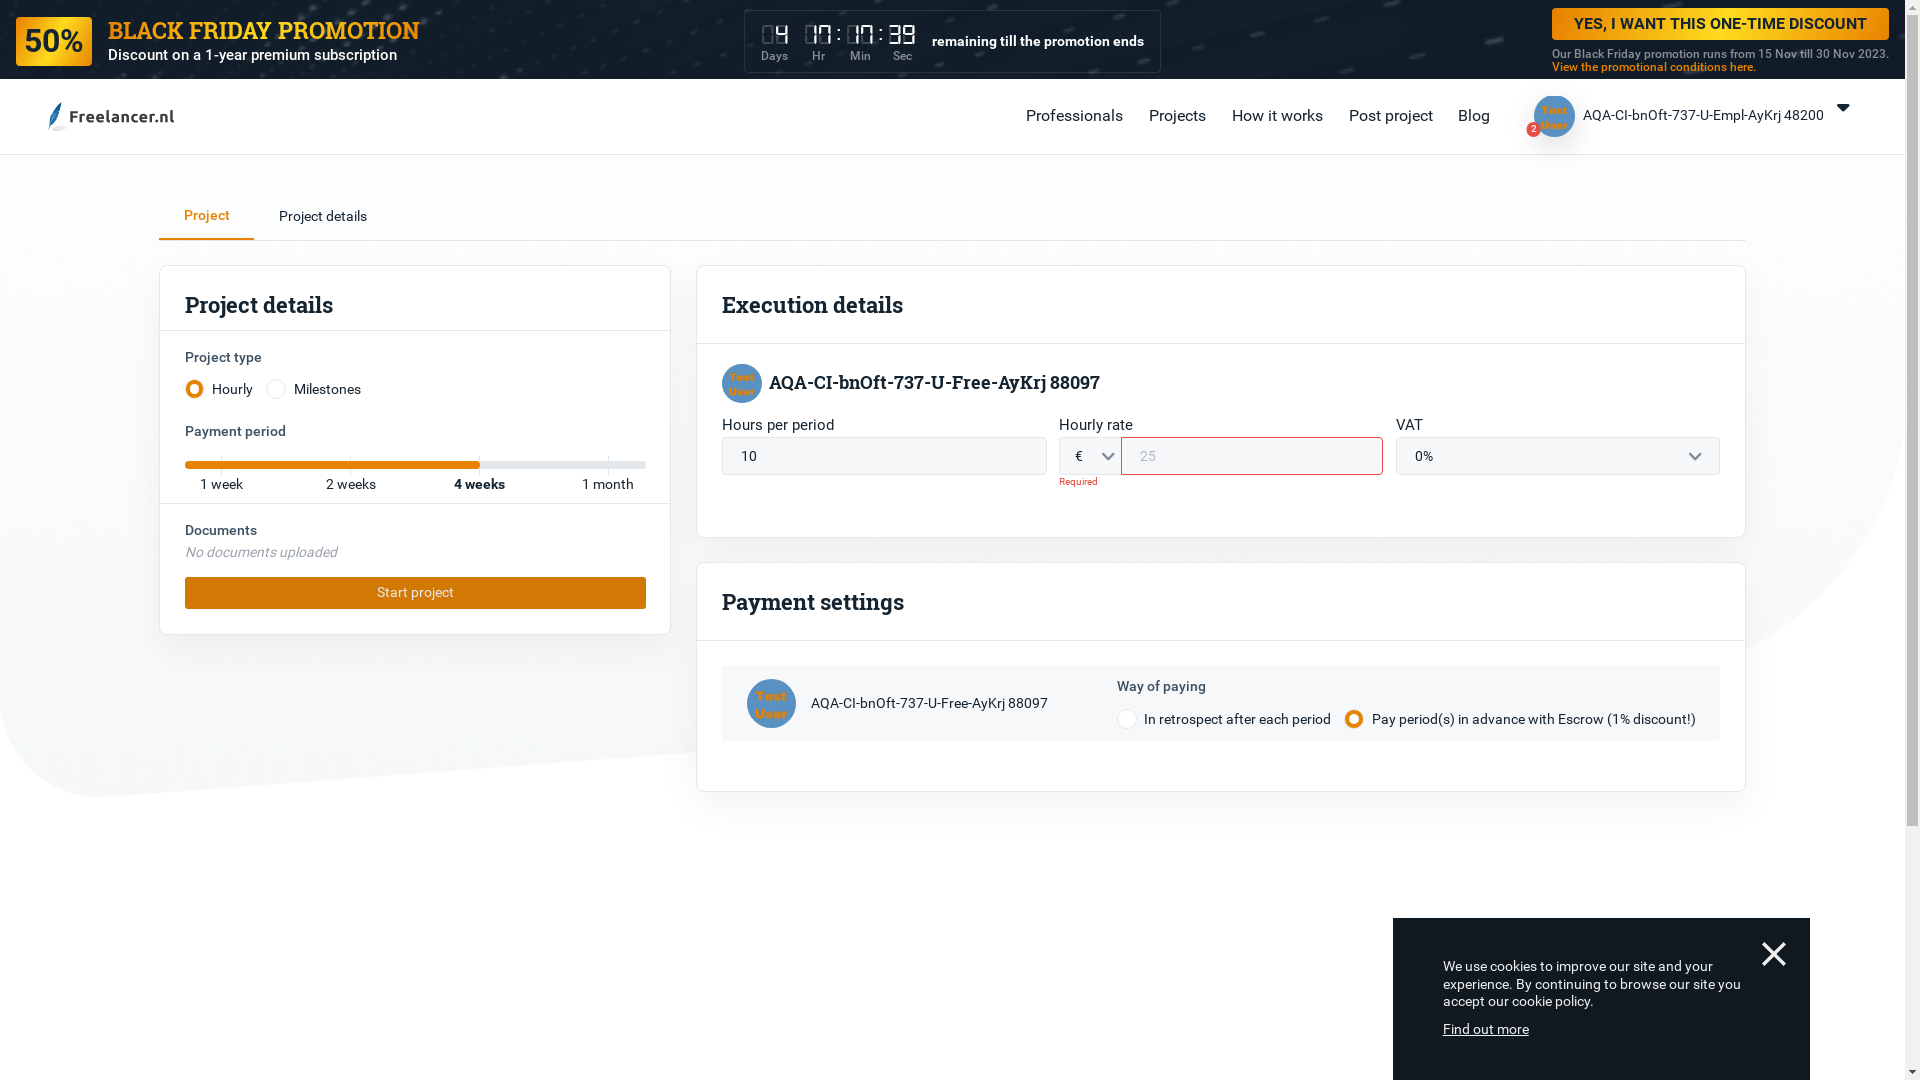 50%
BLACK FRIDAY PROMOTION
Discount on a 1-year premium subscription
4 17 : 17 : 39
Days Hr Min Sec
remaining till the promotion ends
YES, I WANT THIS ONE-TIME DISCOUNT
Our Black Friday promotion runs from 15 Nov till 30 Nov 2023.
View the promotional conditions here.
Freelancer.nl
Professionals
Projects
How it works
Post project
Blog
Test
User
2
AQA-CI-bnOft-737-U-Empl-AyKrj 48200
Project
Project details
Project details
Project type
Hourly
Milestones
Payment period
1 week
2 weeks
4 weeks
1 month
Documents
No documents uploaded
Start project
Execution details
Test
User
AQA-CI-bnOft-737-U-Free-AyKrj 88097
Hours per period
Hourly rate
VAT
10
€
25
0%
Required
Payment settings
Test
User
AQA-CI-bnOft-737-U-Free-AyKrj 88097
Way of paying
In retrospect after each period
Pay period(s) in advance with Escrow (1% discount!)
We use cookies to improve our site and your
experience. By continuing to browse our site you
accept our cookie policy.
Find out more